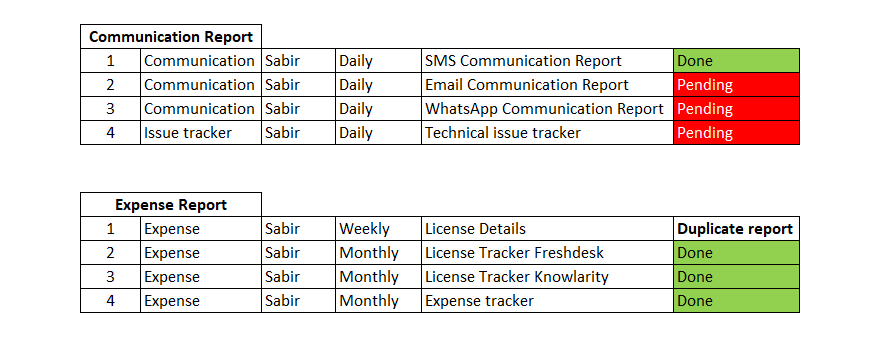 Communication Report
1 Communication Sabir Daily SMS Communication Report Done
2 Communication Sabir Daily Email Communication Report Pending
3 Communication Sabir Daily WhatsApp Communication Report Pending
4 Issue tracker Sabir Daily Technical issue tracker Pending
Expense Report
1 Expense Sabir Weekly License Details Duplicate report
2 Expense Sabir Monthly License Tracker Freshdesk Done
3 Expense Sabir Monthly License Tracker Knowlarity Done
4 Expense Sabir Monthly Expense tracker Done